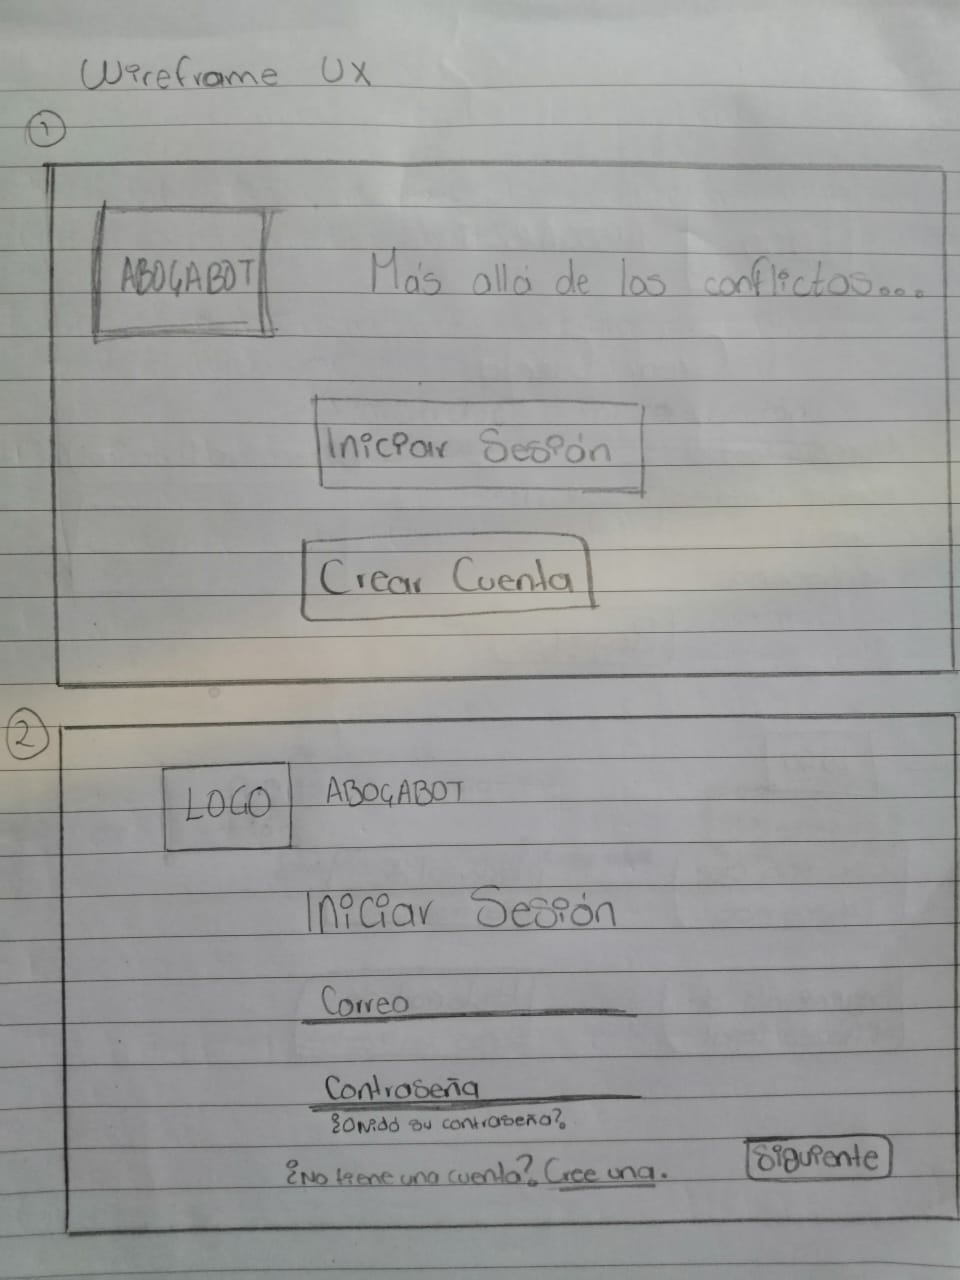 Wireframe UX
1
ABOGABOT
Más allá de los conflictos...
Iniciar Sesión
Crear Cuenta
2
LOGO
ABOGABOT
Iniciar Sesión
Correo
Contraseña
¿Olvidó su contraseña?
¿No tiene una cuenta? Cree una.
Siguiente